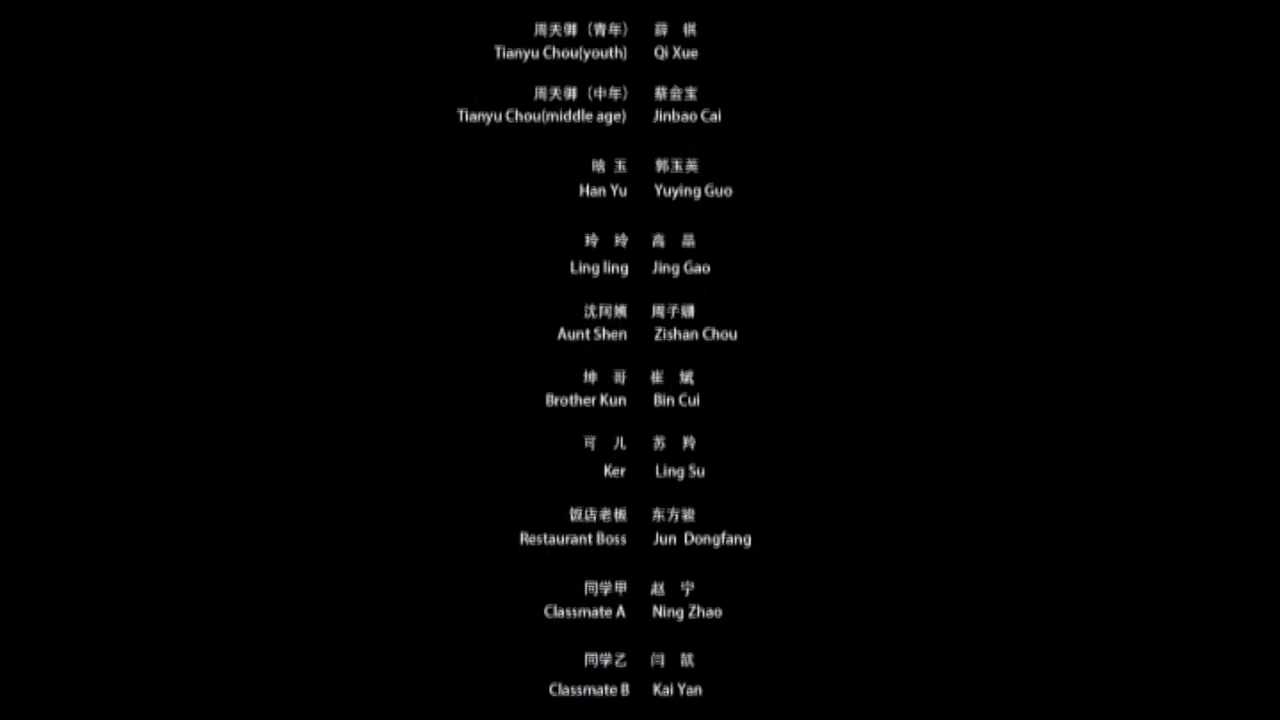 周天御（青年） 薛 祺
Tianyu Chou(youth) Qi Xue
周天御（中年） 蔡金宝
Tianyu Chou(middle age) Jinbao Cai
晗 玉 郭玉英
Han Yu Yuying Guo
玲 玲 高 晶
Ling ling Jing Gao
沈阿姨 周子姗
Aunt Shen Zishan Chou
坤 哥 崔 斌
Brother Kun Bin Cui
可 儿 苏 羚
Ker Ling Su
饭店老板 东方骏
Restaurant Boss Jun Dongfang
同学甲 赵 宁
Classmate A Ning Zhao
同学乙 闫
Classmate B Kai Yan